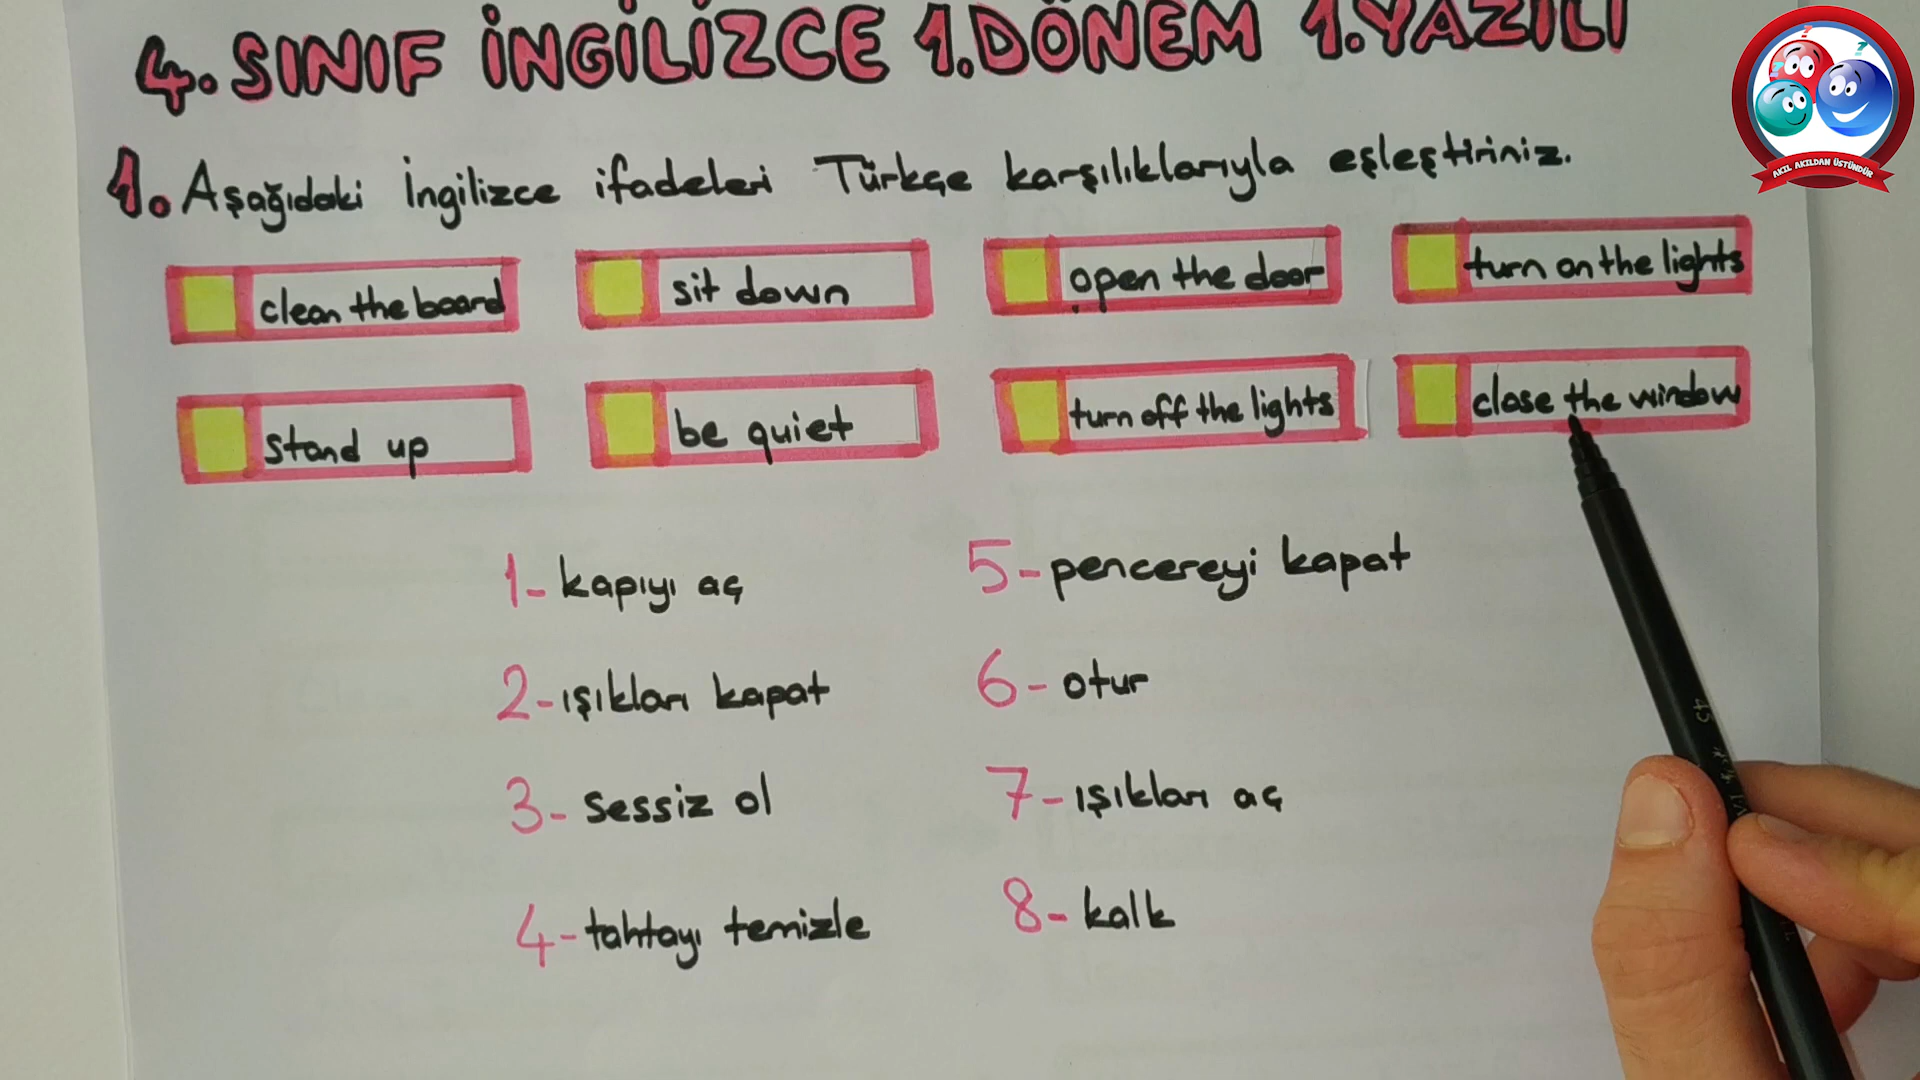 4. SINIF İNGİLİZCE 1.DÖNEM 1.YAZILI
1. Aşağıdaki İngilizce ifadeleri Türkçe karşılıklarıyla eşleştiriniz.
clean the board
sit down
open the door
turn on the lights
stand up
be quiet
turn off the lights
close the window
1- kapıyı aç
2- ışıkları kapat
3- sessiz ol
4- tahtayı temizle
5- pencereyi kapat
6- otur
7- ışıkları aç
8- kalk
AKIL AKILDAN ÜSTÜNDÜR